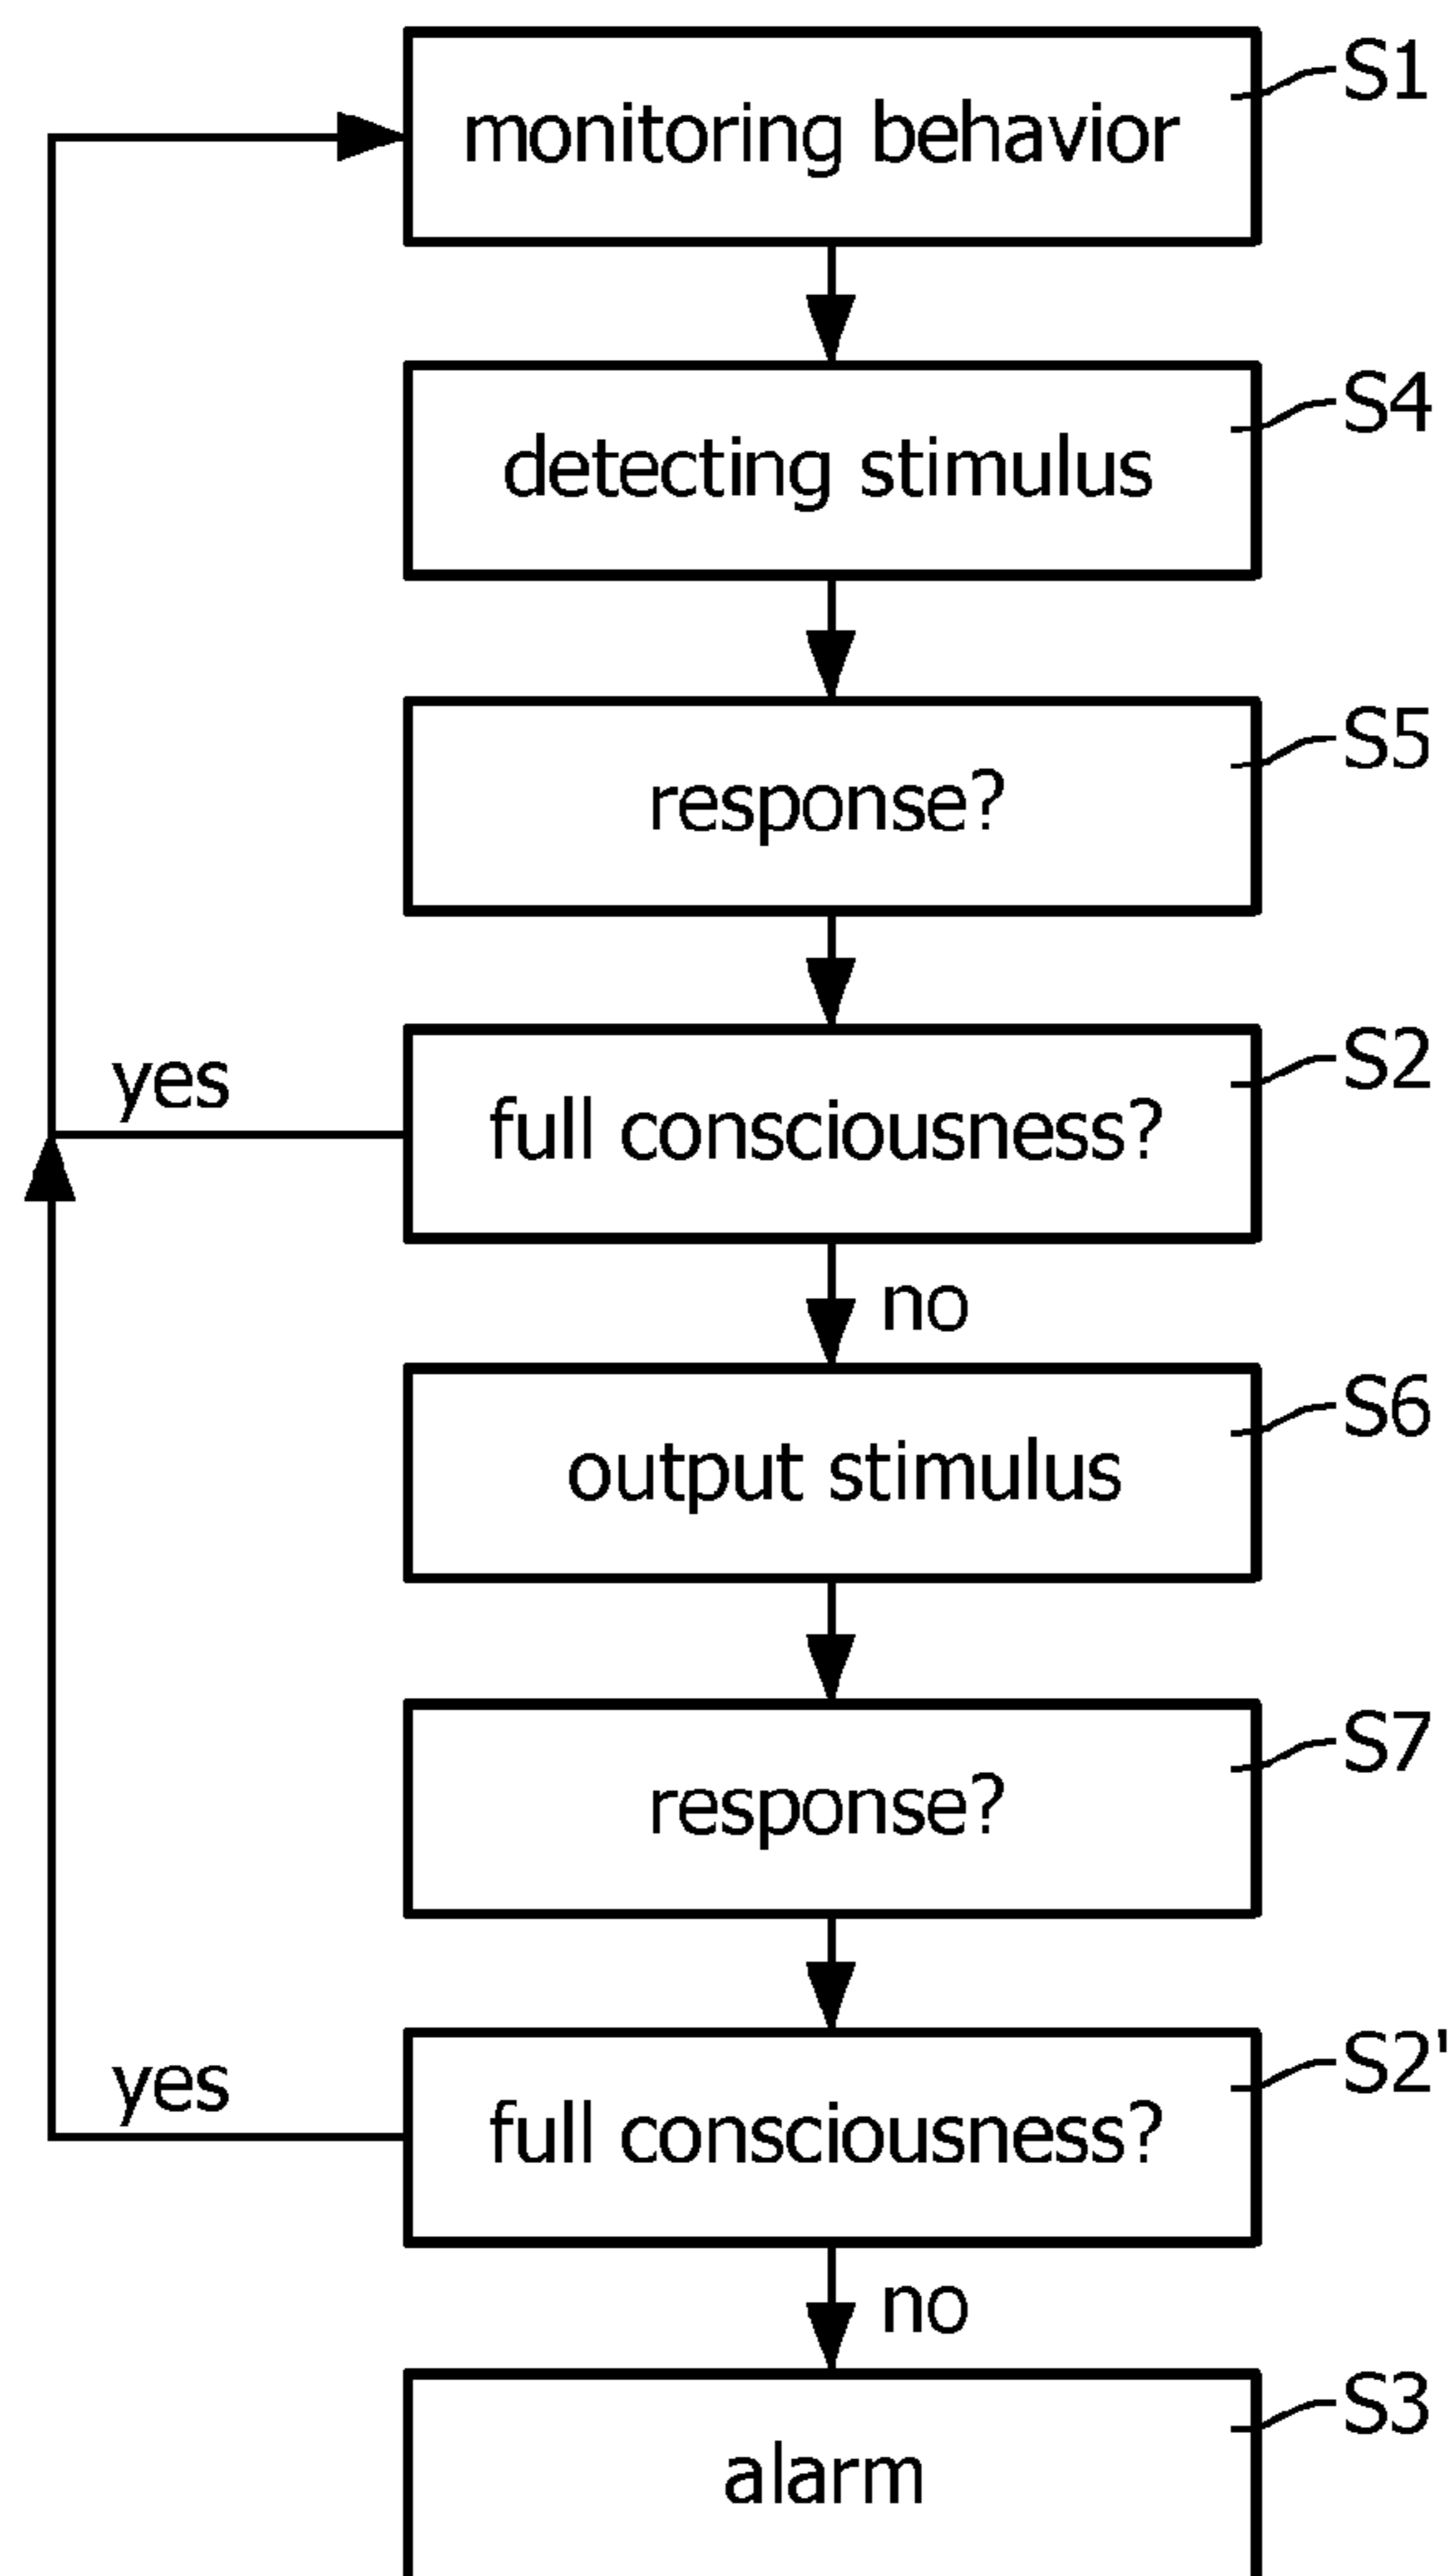 S1
monitoring behavior
S4
detecting stimulus
S5
response?
S2
yes
full consciousness?
no
S6
output stimulus
S7
response?
S2'
yes
full consciousness?
no
S3
alarm